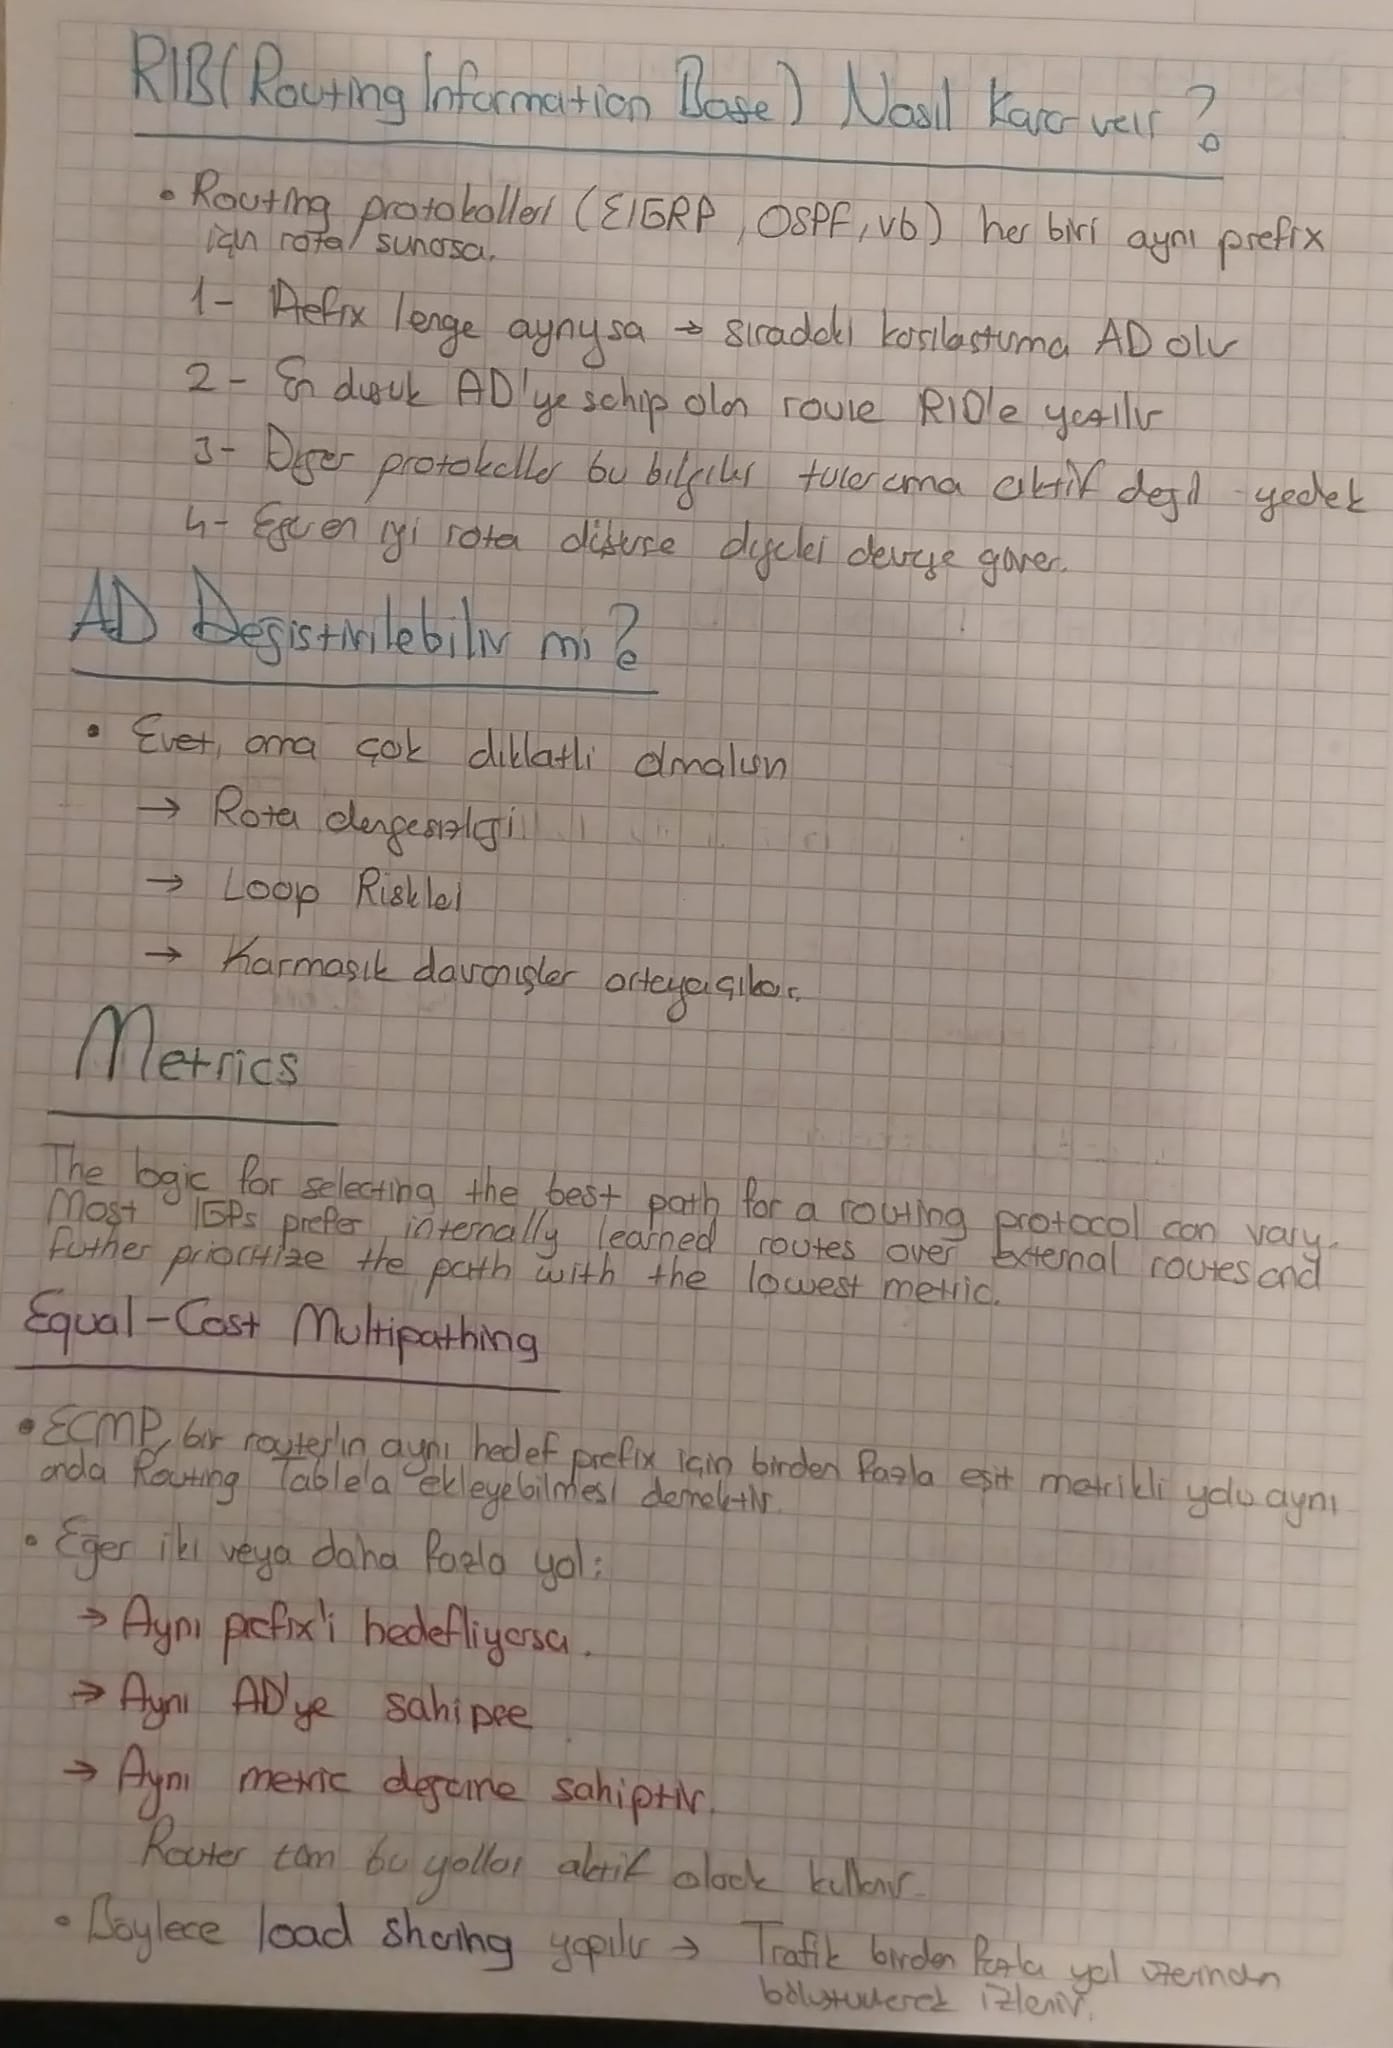 RIB(Routing Information Base) Nasıl Karar verir ?
• Routing protokolleri (EIGRP, OSPF, vb) her biri aynı prefix
için rotalar sunarsa.
1- Prefix lenge aynysa → sıradaki karsılastırma AD olur
2- En düşük AD'ye sahip olan route RIB'e yazılır
3- Diğer protokoller bu bilgileri tutar ama aktif değil yedek
4- Eğer en iyi rota düşerse diğeri devreye girer.
AD Değistirilebilir mi?
• Evet, ama çok dikkatli olmalısın
→ Rota dengesizlği
→ Loop Riskleri
→ Karmaşık davranışlar ortaya çıkar.
Metrics
The logic for selecting the best path for a routing protocol can vary.
Most IGPs prefer internally learned routes over external routes and
futher prioritize the path with the lowest metric.
Equal-Cost Multipathing
• ECMP, bir router'ın aynı hedef prefix için birden fazla eşit metrikli yolu aynı
anda Routing Table'a ekleyebilmesi demektir.
• Eğer iki veya daha fazla yol:
→ Aynı prefix'i hedefliyorsa.
→ Aynı AD'ye sahipse
→ Aynı metric değerine sahiptir.
Router tüm bu yolları aktif olarak kullanır.
• Böylece load sharing yapılır → Trafik birden fazla yol üzerinden
bölüştürülerek izlenir.